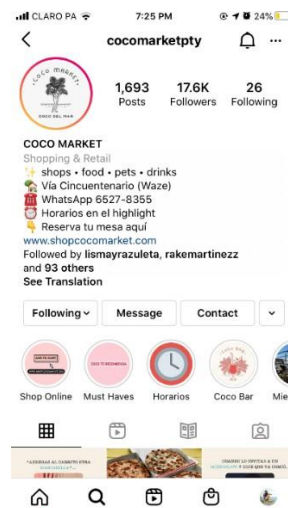 CLARO PA 7:25 PM 24%
cocomarketpty
COCO MARKET
COCO DEL MAR
1,693 17.6K 26
Posts Followers Following
COCO MARKET
Shopping & Retail
shops • food • pets • drinks
Vía Cincuentenario (Waze)
WhatsApp 6527-8355
Horarios en el highlight
Reserva tu mesa aquí
www.shopcocomarket.com
Followed by lismayrazuleta, rakemartinezz
and 93 others
See Translation
Following Message Contact
Shop Online Must Haves Horarios Coco Bar Mie